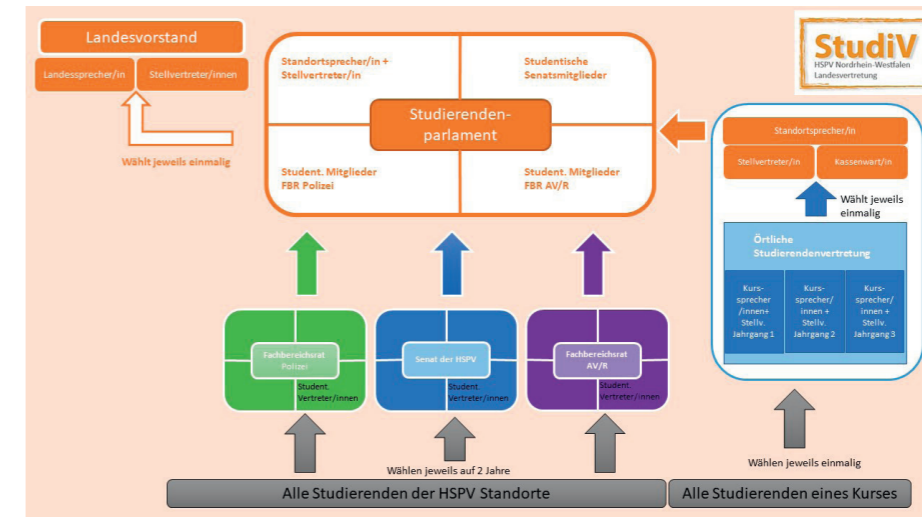 Landesvorstand
Landessprecher/in
Stellvertreter/innen
Wählt jeweils einmalig
Standortsprecher/in +
Stellvertreter/in
Studentische
Senatsmitglieder
Studierenden-
parlament
Student. Mitglieder
FBR Polizei
Student. Mitglieder
FBR AV/R
StudiV
HSPV Nordrhein-Westfalen
Landesvertretung
Standortsprecher/in
Stellvertreter/in
Kassenwart/in
Wählt jeweils
einmalig
Örtliche
Studierendenvertretung
Kurs-
sprecher
/innen+
Stellv.
Jahrgang 1
Kurs-
sprecher/
innen +
Stellv.
Jahrgang 2
Kurs-
sprecher/
innen +
Stellv.
Jahrgang 3
Fachbereichsrat
Polizei
Student.
Vertreter/innen
Senat der HSPV
Student.
Vertreter/innen
Fachbereichsrat
AV/R
Student.
Vertreter/innen
Wählen jeweils auf 2 Jahre
Wählen jeweils einmalig
Alle Studierenden der HSPV Standorte
Alle Studierenden eines Kurses